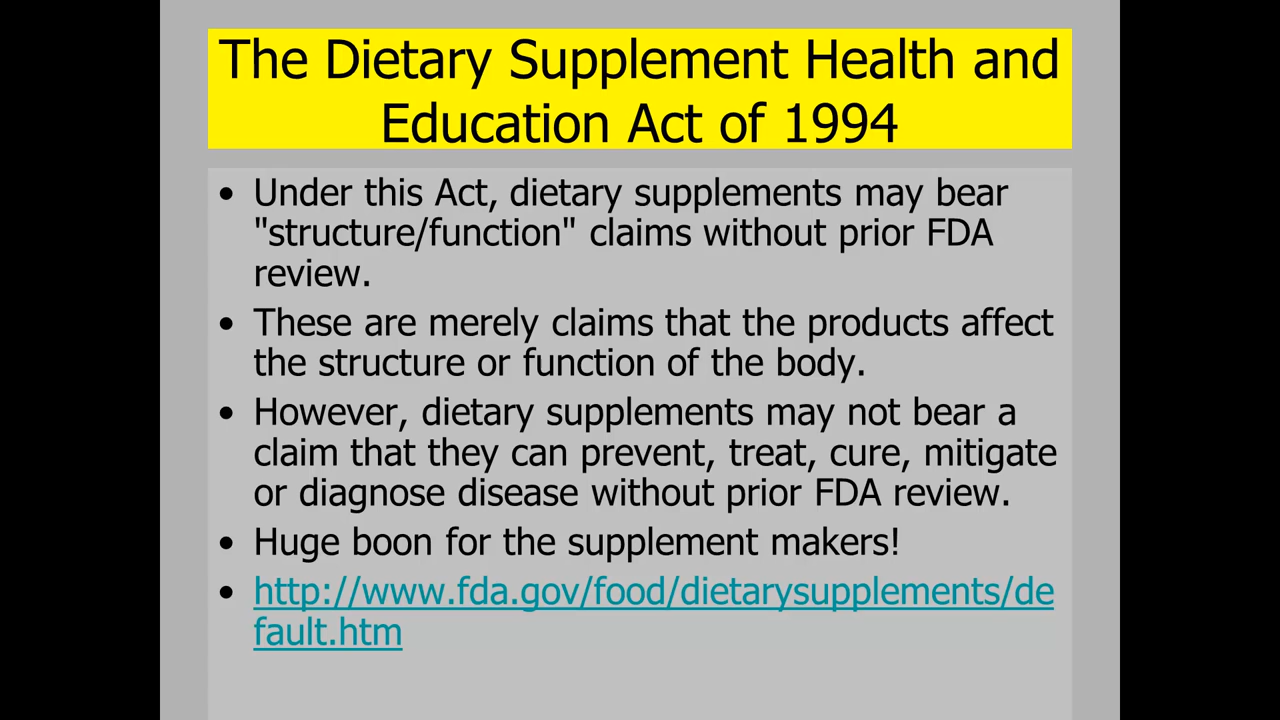 The Dietary Supplement Health and
Education Act of 1994
• Under this Act, dietary supplements may bear
"structure/function" claims without prior FDA
review.
• These are merely claims that the products affect
the structure or function of the body.
• However, dietary supplements may not bear a
claim that they can prevent, treat, cure, mitigate
or diagnose disease without prior FDA review.
• Huge boon for the supplement makers!
• http://www.fda.gov/food/dietarysupplements/de
fault.htm